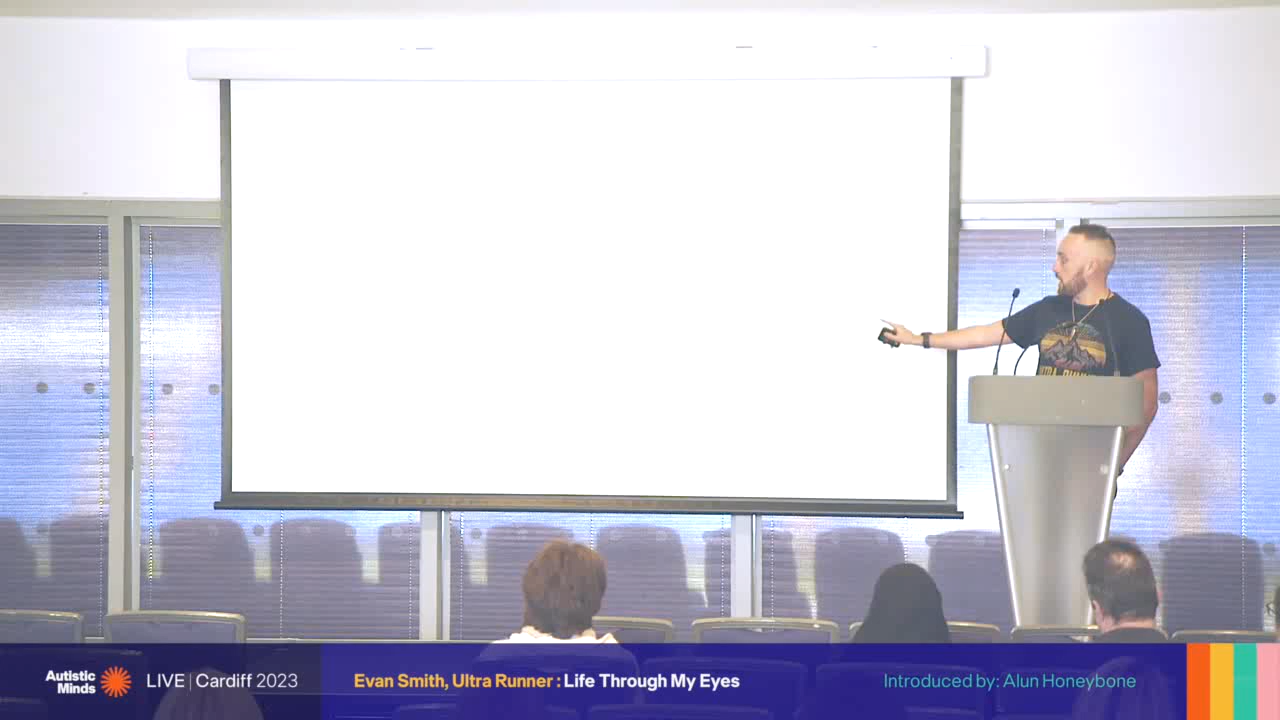 Autistic
Minds
LIVE | Cardiff 2023
Evan Smith, Ultra Runner : Life Through My Eyes
Introduced by: Alun Honeybone